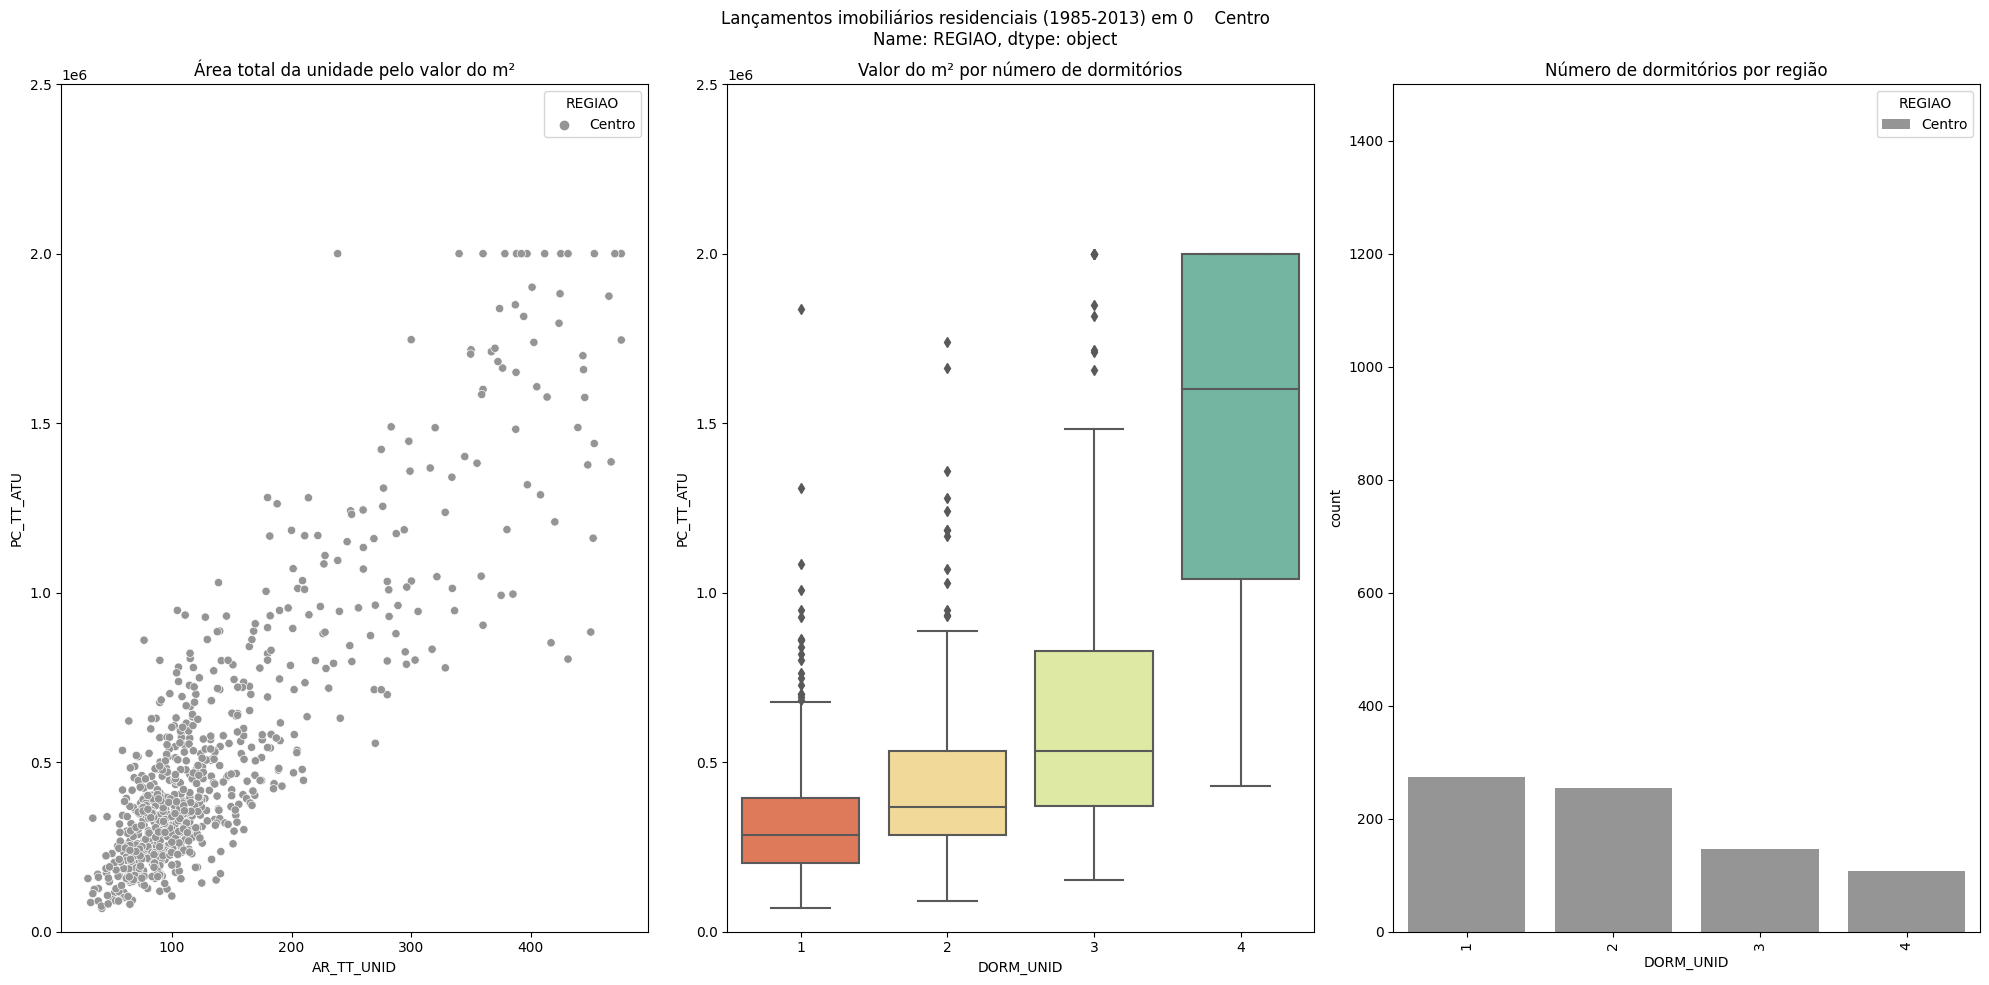 Lançamentos imobiliários residenciais (1985-2013) em 0    Centro
Name: REGIAO, dtype: object
Área total da unidade pelo valor do m²
1e6
2.5
2.0
1.5
1.0
0.5
0.0
PC_TT_ATU
REGIAO
Centro
100 200 300 400
AR_TT_UNID
Valor do m² por número de dormitórios
1e6
2.5
2.0
1.5
1.0
0.5
0.0
PC_TT_ATU
1 2 3 4
DORM_UNID
Número de dormitórios por região
REGIAO
Centro
1400
1200
1000
800
600
400
200
0
count
1 2 3 4
DORM_UNID